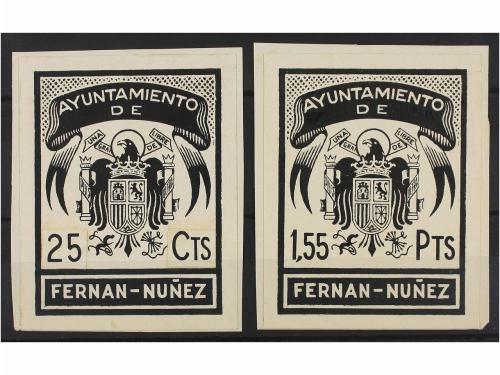 AYUNTAMIENTO
DE
UNA
GRANDE
LIBRE
25 Cts
FERNAN-NUÑEZ
AYUNTAMIENTO
DE
UNA
GRANDE
LIBRE
1,55 Pts
FERNAN-NUÑEZ